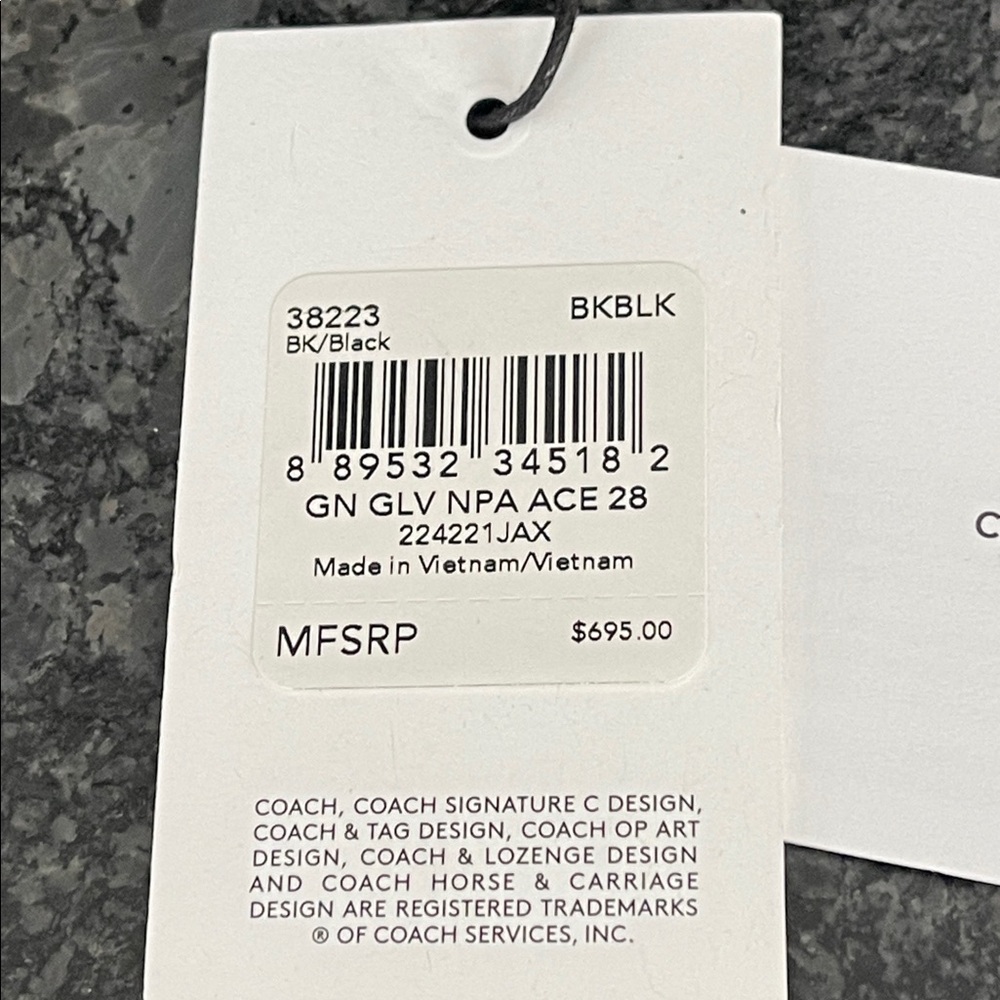 38223 BKBLK
BK/Black
8 89532 34518 2
GN GLV NPA ACE 28
224221JAX
Made in Vietnam/Vietnam
MFSRP $695.00
COACH, COACH SIGNATURE C DESIGN,
COACH & TAG DESIGN, COACH OP ART
DESIGN, COACH & LOZENGE DESIGN
AND COACH HORSE & CARRIAGE
DESIGN ARE REGISTERED TRADEMARKS
® OF COACH SERVICES, INC.
C